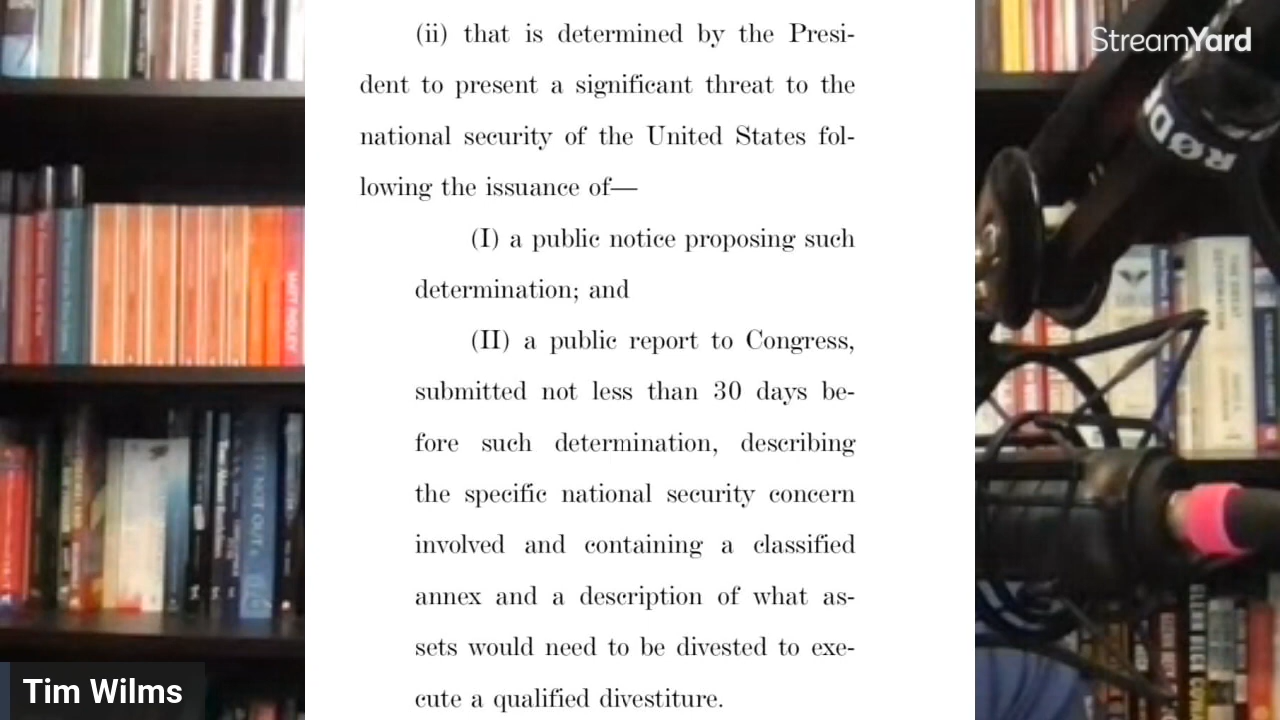 (ii) that is determined by the Presi-
dent to present a significant threat to the
national security of the United States fol-
lowing the issuance of—
(I) a public notice proposing such
determination; and
(II) a public report to Congress,
submitted not less than 30 days be-
fore such determination, describing
the specific national security concern
involved and containing a classified
annex and a description of what as-
sets would need to be divested to exe-
cute a qualified divestiture.
StreamYard
RØDE
Tim Wilms